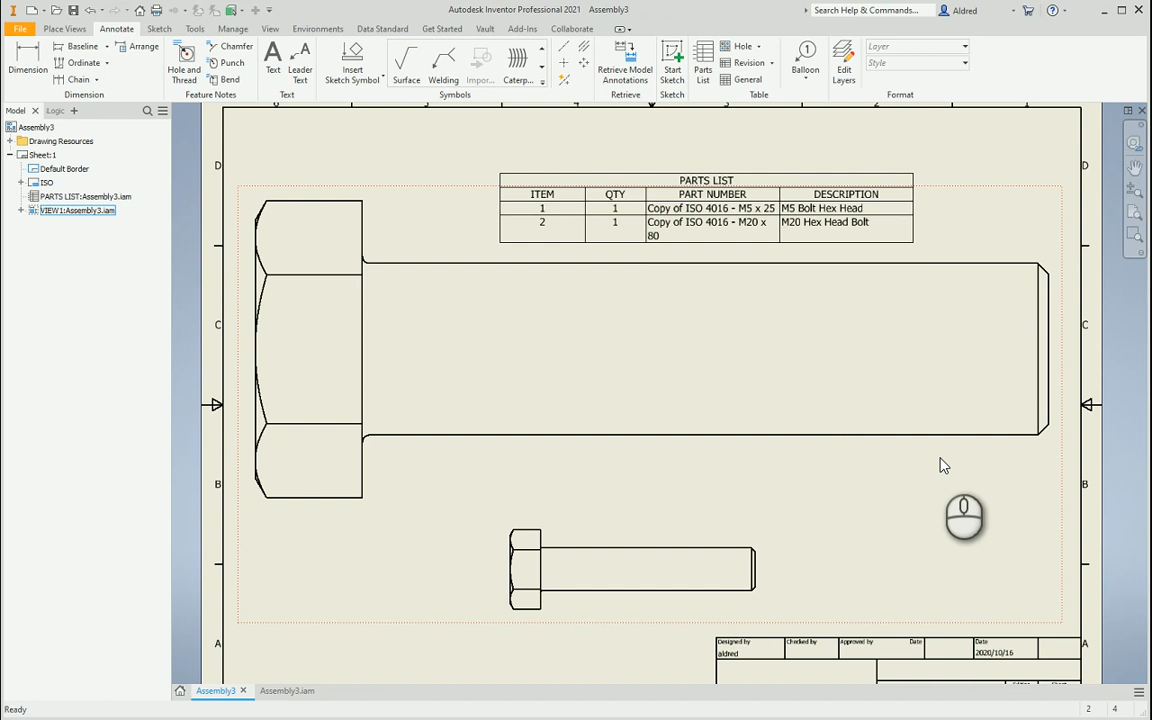 Autodesk Inventor Professional 2021 Assembly3
Search Help & Commands...
Aldred
File Place Views Annotate Sketch Tools Manage View Environments Data Standard Get Started Vault Add-Ins Collaborate
Dimension
Baseline
Ordinate
Chain
Arrange
Dimension
Hole and Thread
Chamfer
Punch
Bend
Feature Notes
Text
Leader Text
Text
Insert Sketch Symbol
Surface
Welding
Impor...
Caterp...
Symbols
Retrieve Model Annotations
Retrieve
Start Sketch
Sketch
Parts List
Hole
Revision
General
Table
Balloon
Edit Layers
Layer
Style
Format
Model
Logic
Assembly3
Drawing Resources
Sheet:1
Default Border
ISO
PARTS LIST:Assembly3.iam
VIEW1:Assembly3.iam
D
D
C
C
B
B
A
A
PARTS LIST
ITEM QTY PART NUMBER DESCRIPTION
1 1 Copy of ISO 4016 - M5 x 25 M5 Bolt Hex Head
2 1 Copy of ISO 4016 - M20 x M20 Hex Head Bolt
80
Designed by Checked by Approved by Date Date
aldred 2020/10/16
Assembly3
Assembly3.iam
Ready
2 4